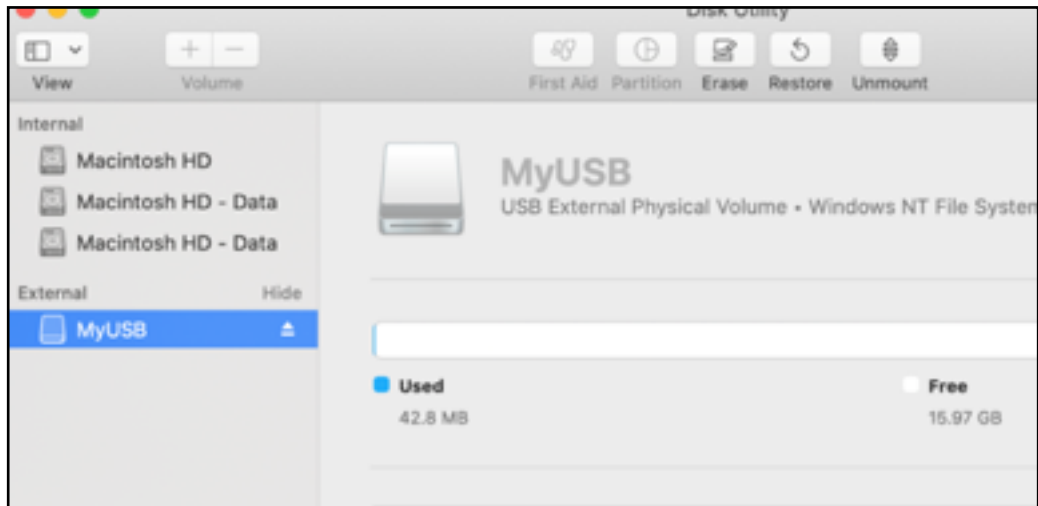 Disk Utility
View
Volume
First Aid Partition Erase Restore Unmount
Internal
Macintosh HD
Macintosh HD - Data
Macintosh HD - Data
External Hide
MyUSB
MyUSB
USB External Physical Volume • Windows NT File System
Used
42.8 MB
Free
15.97 GB